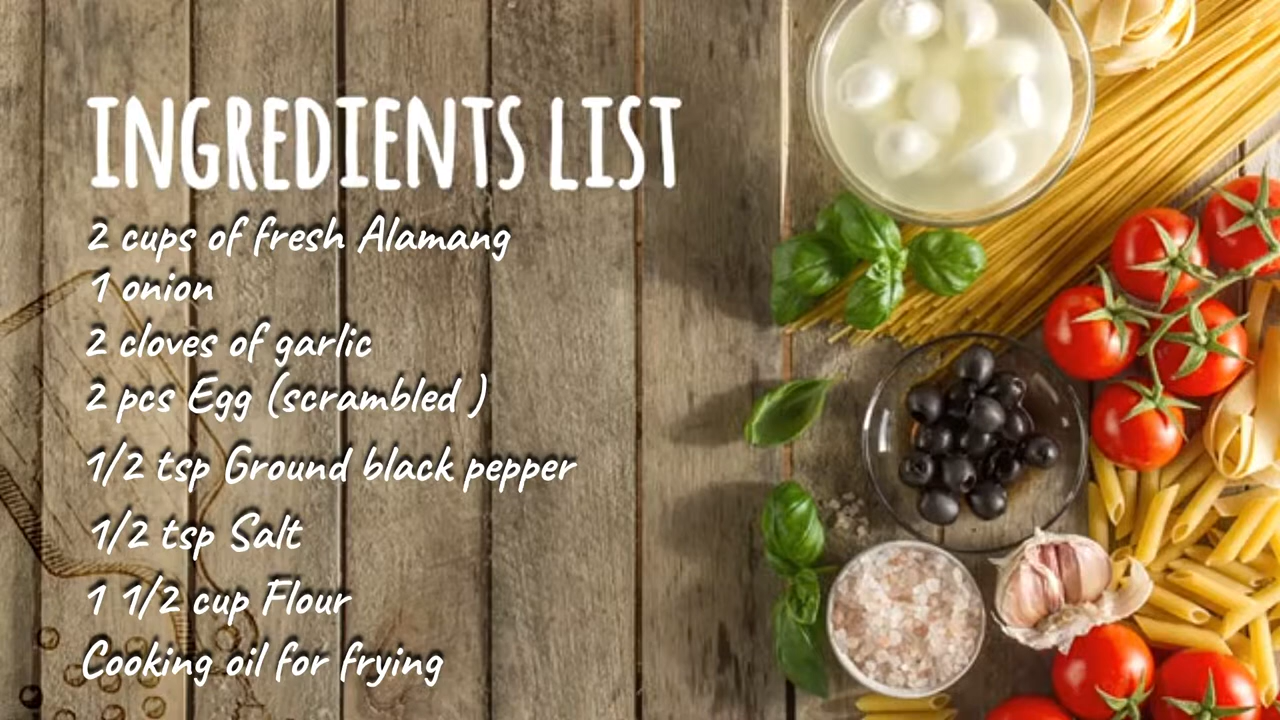 INGREDIENTS LIST
2 cups of fresh Alamang
1 onion
2 cloves of garlic
2 pcs Egg (scrambled )
1/2 tsp Ground black pepper
1/2 tsp Salt
1 1/2 cup Flour
Cooking oil for frying